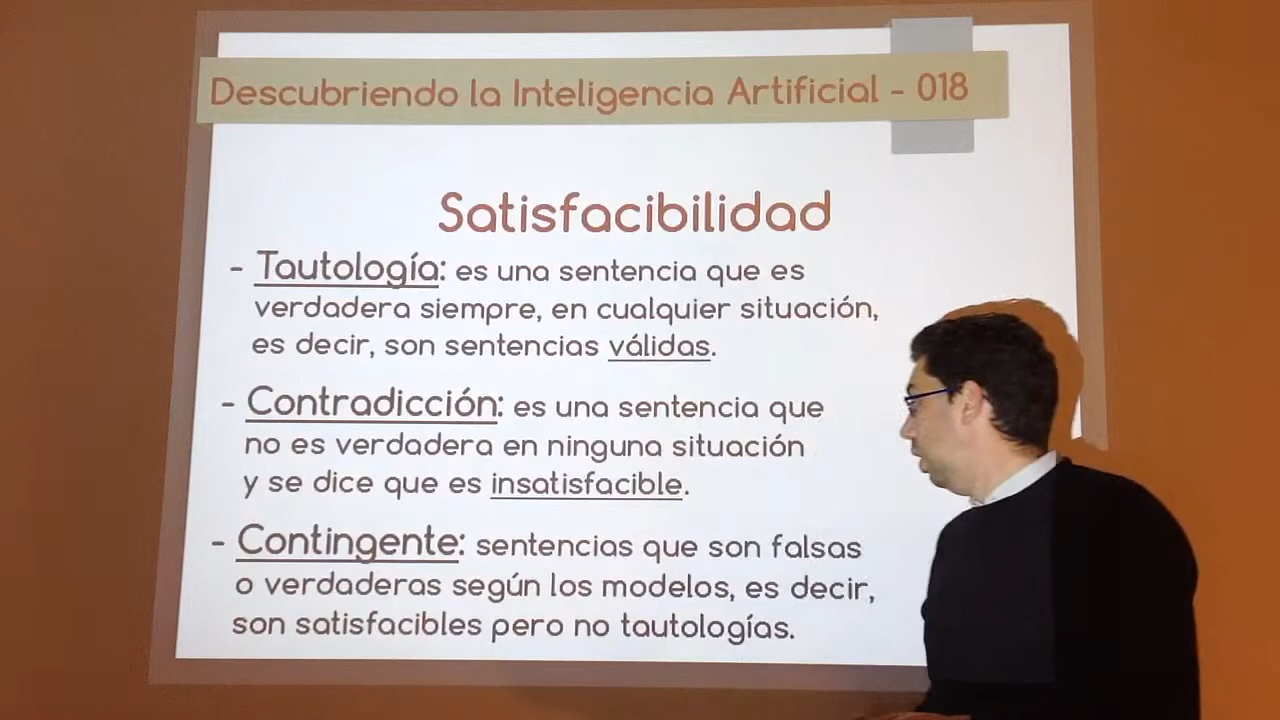 Descubriendo la Inteligencia Artificial - 018
Satisfacibilidad
- Tautología: es una sentencia que es
verdadera siempre, en cualquier situación,
es decir, son sentencias válidas.
- Contradicción: es una sentencia que
no es verdadera en ninguna situación
y se dice que es insatisfacible.
- Contingente: sentencias que son falsas
o verdaderas según los modelos, es decir,
son satisfacibles pero no tautologías.